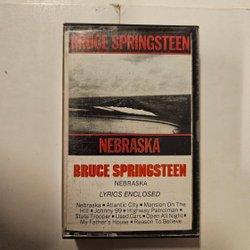 BRUCE SPRINGSTEEN
NEBRASKA
BRUCE SPRINGSTEEN
NEBRASKA
LYRICS ENCLOSED
Nebraska • Atlantic City • Mansion On The
Hill • Johnny 99 • Highway Patrolman •
State Trooper • Used Cars • Open All Night •
My Father's House • Reason To Believe